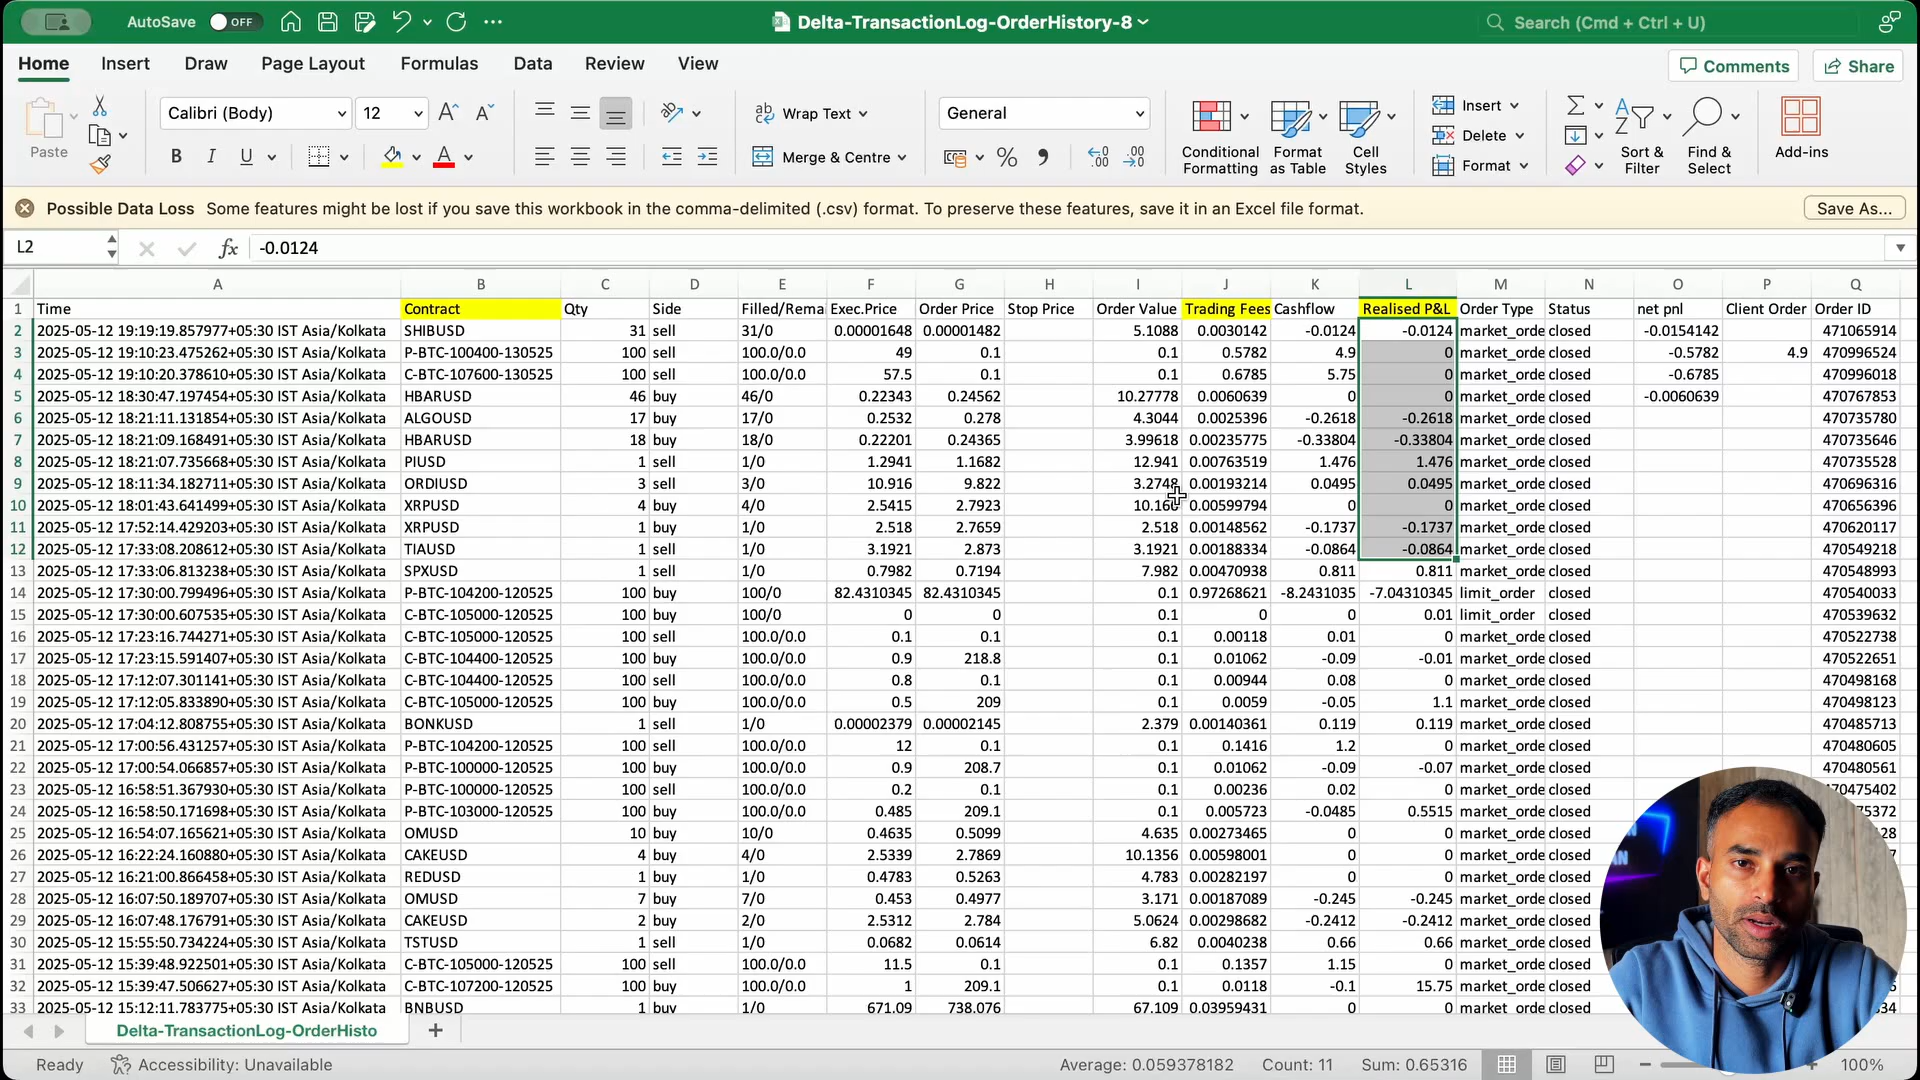 AutoSave OFF Delta-TransactionLog-OrderHistory-8 Search (Cmd + Ctrl + U)
Home Insert Draw Page Layout Formulas Data Review View Comments Share
Paste Calibri (Body) 12 Wrap Text General Insert
B I U Merge & Centre Conditional Formatting Format as Table Cell Styles Delete Format Sort & Filter Find & Select Add-ins
Possible Data Loss Some features might be lost if you save this workbook in the comma-delimited (.csv) format. To preserve these features, save it in an Excel file format. Save As...
L2 fx -0.0124
A B C D E F G H I J K L M N O P Q
1 Time Contract Qty Side Filled/Rema Exec.Price Order Price Stop Price Order Value Trading Fees Cashflow Realised P&L Order Type Status net pnl Client Order Order ID
2 2025-05-12 19:19:19.857977+05:30 IST Asia/Kolkata SHIBUSD 31 sell 31/0 0.00001648 0.00001482 5.1088 0.0030142 -0.0124 -0.0124 market_orde closed -0.0154142 471065914
3 2025-05-12 19:10:23.475262+05:30 IST Asia/Kolkata P-BTC-100400-130525 100 sell 100.0/0.0 49 0.1 0.1 0.5782 4.9 0 market_orde closed -0.5782 4.9 470996524
4 2025-05-12 19:10:20.378610+05:30 IST Asia/Kolkata C-BTC-107600-130525 100 sell 100.0/0.0 57.5 0.1 0.1 0.6785 5.75 0 market_orde closed -0.6785 470996018
5 2025-05-12 18:30:47.197454+05:30 IST Asia/Kolkata HBARUSD 46 buy 46/0 0.22343 0.24562 10.27778 0.0060639 0 0 market_orde closed -0.0060639 470767853
6 2025-05-12 18:21:11.131854+05:30 IST Asia/Kolkata ALGOUSD 17 buy 17/0 0.2532 0.278 4.3044 0.0025396 -0.2618 -0.2618 market_orde closed 470735780
7 2025-05-12 18:21:09.168491+05:30 IST Asia/Kolkata HBARUSD 18 buy 18/0 0.22201 0.24365 3.99618 0.00235775 -0.33804 -0.33804 market_orde closed 470735646
8 2025-05-12 18:21:07.735668+05:30 IST Asia/Kolkata PIUSD 1 sell 1/0 1.2941 1.1682 12.941 0.00763519 1.476 1.476 market_orde closed 470735528
9 2025-05-12 18:11:34.182711+05:30 IST Asia/Kolkata ORDIUSD 3 sell 3/0 10.916 9.822 3.2748 0.00193214 0.0495 0.0495 market_orde closed 470696316
10 2025-05-12 18:01:43.641499+05:30 IST Asia/Kolkata XRPUSD 4 buy 4/0 2.5415 2.7923 0.00599794 0 0 market_orde closed 470656396
11 2025-05-12 17:52:14.429203+05:30 IST Asia/Kolkata XRPUSD 1 buy 1/0 2.518 2.7659 2.518 0.00148562 -0.1737 -0.1737 market_orde closed 470620117
12 2025-05-12 17:33:08.208612+05:30 IST Asia/Kolkata TIAUSD 1 sell 1/0 3.1921 2.873 3.1921 0.00188334 -0.0864 -0.0864 market_orde closed 470549218
13 2025-05-12 17:33:06.813238+05:30 IST Asia/Kolkata SPXUSD 1 sell 1/0 0.7982 0.7194 7.982 0.00470938 0.811 0.811 market_orde closed 470548993
14 2025-05-12 17:30:00.799496+05:30 IST Asia/Kolkata P-BTC-104200-120525 100 buy 100/0 82.4310345 82.4310345 0.1 0.97268621 -8.2431035 -7.04310345 limit_order closed 470540033
15 2025-05-12 17:30:00.607535+05:30 IST Asia/Kolkata C-BTC-105000-120525 100 buy 100/0 0 0 0.1 0 0 0.01 limit_order closed 470539632
16 2025-05-12 17:23:16.744271+05:30 IST Asia/Kolkata C-BTC-105000-120525 100 sell 100.0/0.0 0.1 0.1 0.1 0.00118 0.01 0 market_orde closed 470522738
17 2025-05-12 17:23:15.591407+05:30 IST Asia/Kolkata C-BTC-104400-120525 100 buy 100.0/0.0 0.9 218.8 0.1 0.01062 -0.09 -0.01 market_orde closed 470522651
18 2025-05-12 17:12:07.301141+05:30 IST Asia/Kolkata C-BTC-104400-120525 100 sell 100.0/0.0 0.8 0.1 0.1 0.00944 0.08 0 market_orde closed 470498168
19 2025-05-12 17:12:05.833890+05:30 IST Asia/Kolkata C-BTC-105000-120525 100 buy 100.0/0.0 0.5 209 0.1 0.0059 -0.05 1.1 market_orde closed 470498123
20 2025-05-12 17:04:12.808755+05:30 IST Asia/Kolkata BONKUSD 1 sell 1/0 0.00002379 0.00002145 2.379 0.00140361 0.119 0.119 market_orde closed 470485713
21 2025-05-12 17:00:56.431257+05:30 IST Asia/Kolkata P-BTC-104200-120525 100 sell 100.0/0.0 12 0.1 0.1 0.1416 1.2 0 market_orde closed 470480605
22 2025-05-12 17:00:54.066857+05:30 IST Asia/Kolkata P-BTC-100000-120525 100 buy 100.0/0.0 0.9 208.7 0.1 0.01062 -0.09 -0.07 market_orde closed 470480561
23 2025-05-12 16:58:51.367930+05:30 IST Asia/Kolkata P-BTC-100000-120525 100 sell 100.0/0.0 0.2 0.1 0.1 0.00236 0.02 0 market_orde closed 470475402
24 2025-05-12 16:58:50.171698+05:30 IST Asia/Kolkata P-BTC-103000-120525 100 buy 100.0/0.0 0.485 209.1 0.1 0.005723 -0.0485 0.5515 market_orde closed
25 2025-05-12 16:54:07.165621+05:30 IST Asia/Kolkata OMUSD 10 buy 10/0 0.4635 0.5099 4.635 0.00273465 0 0 market_orde closed
26 2025-05-12 16:22:24.160880+05:30 IST Asia/Kolkata CAKEUSD 4 buy 4/0 2.5339 2.7869 10.1356 0.00598001 0 0 market_orde closed
27 2025-05-12 16:21:00.866458+05:30 IST Asia/Kolkata REDUSD 1 buy 1/0 0.4783 0.5263 4.783 0.00282197 0 0 market_orde closed
28 2025-05-12 16:07:50.189707+05:30 IST Asia/Kolkata OMUSD 7 buy 7/0 0.453 0.4977 3.171 0.00187089 -0.245 -0.245 market_orde closed
29 2025-05-12 16:07:48.176791+05:30 IST Asia/Kolkata CAKEUSD 2 buy 2/0 2.5312 2.784 5.0624 0.00298682 -0.2412 -0.2412 market_orde closed
30 2025-05-12 15:55:50.734224+05:30 IST Asia/Kolkata TSTUSD 1 sell 1/0 0.0682 0.0614 6.82 0.0040238 0.66 0.66 market_orde closed
31 2025-05-12 15:39:48.922501+05:30 IST Asia/Kolkata C-BTC-105000-120525 100 sell 100.0/0.0 11.5 0.1 0.1 0.1357 1.15 0 market_orde closed
32 2025-05-12 15:39:47.506627+05:30 IST Asia/Kolkata C-BTC-107200-120525 100 buy 100.0/0.0 1 209.1 0.1 0.0118 -0.1 15.75 market_orde closed
33 2025-05-12 15:12:11.783775+05:30 IST Asia/Kolkata BNBUSD 1 buy 1/0 671.09 738.076 67.109 0.03959431 0 0 market_orde closed
Delta-TransactionLog-OrderHisto
Ready Accessibility: Unavailable Average: 0.059378182 Count: 11 Sum: 0.65316 100%